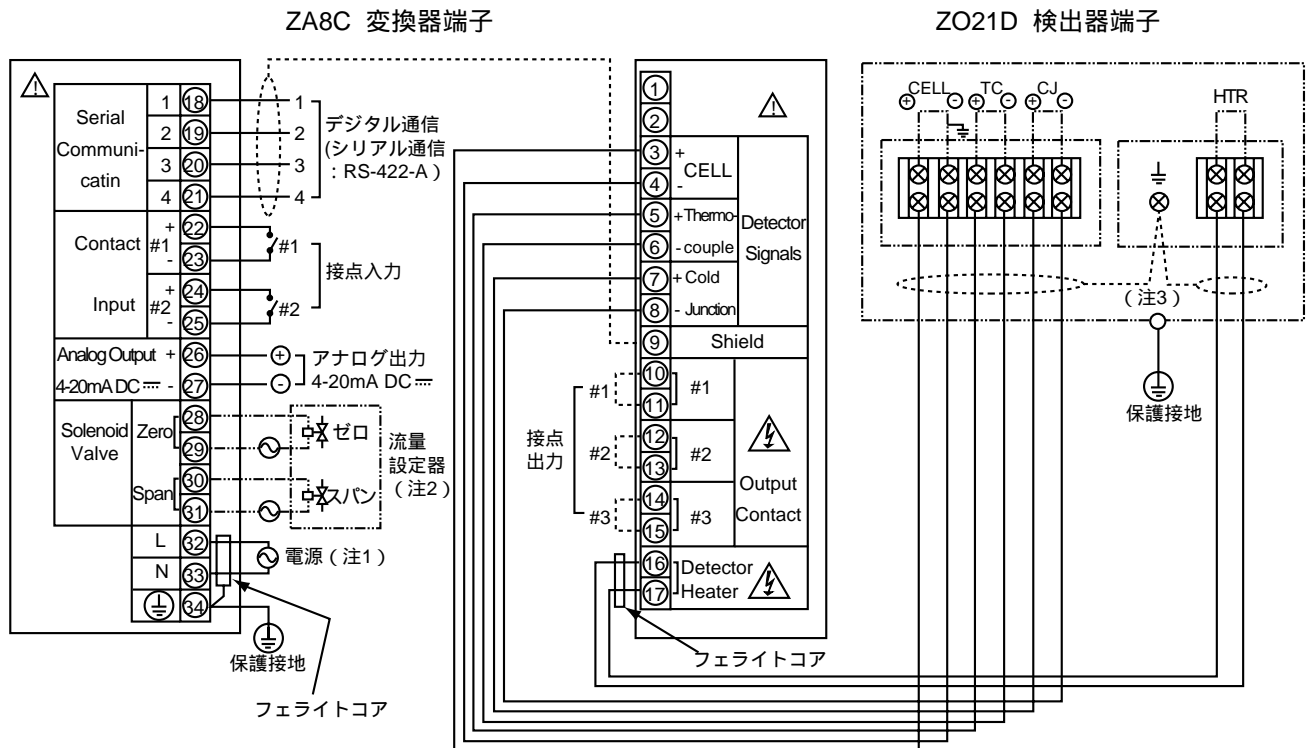 ZA8C 変換器端子
ZO21D 検出器端子
Serial
Communi-
catin
1 18
2 19
3 20
4 21
1
2
3
4
デジタル通信
(シリアル通信
: RS-422-A )
Contact
Input
#1
+ 22
- 23
#2
+ 24
- 25
#1
#2
接点入力
Analog Output + 26
4-20mA DC - 27
+
-
アナログ出力
4-20mA DC
Solenoid
Valve
Zero
28
29
Span
30
31
ゼロ
スパン
流量
設定器
(注2)
L 32
N 33
34
電源(注1)
保護接地
フェライトコア
1
2
3 +
CELL
4 -
5 + Thermo-
6 - couple
7 + Cold
8 - Junction
Detector
Signals
9 Shield
10
11
#1
#1
12
13
#2
#2
14
15
#3
#3
接点
出力
Output
Contact
16 Detector
17 Heater
フェライトコア
CELL TC CJ
+ - + - + -
HTR
(注3)
保護接地